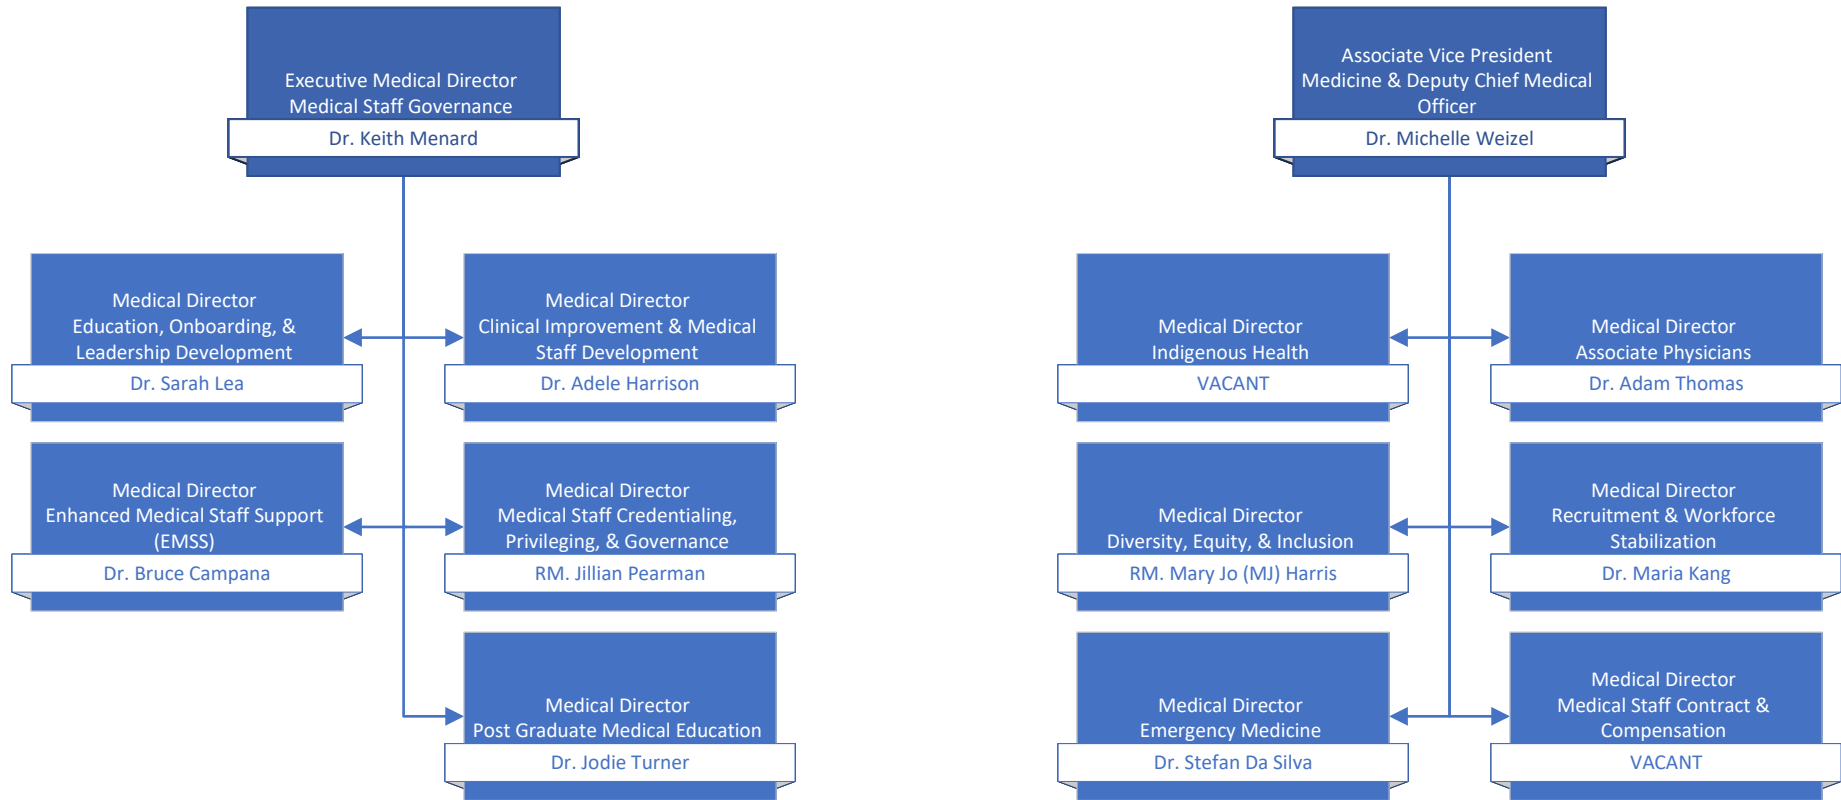 Executive Medical Director
Medical Staff Governance
Dr. Keith Menard
Associate Vice President
Medicine & Deputy Chief Medical
Officer
Dr. Michelle Weizel
Medical Director
Education, Onboarding, &
Leadership Development
Dr. Sarah Lea
Medical Director
Clinical Improvement & Medical
Staff Development
Dr. Adele Harrison
Medical Director
Indigenous Health
VACANT
Medical Director
Associate Physicians
Dr. Adam Thomas
Medical Director
Enhanced Medical Staff Support
(EMSS)
Dr. Bruce Campana
Medical Director
Medical Staff Credentialing,
Privileging, & Governance
RM. Jillian Pearman
Medical Director
Diversity, Equity, & Inclusion
RM. Mary Jo (MJ) Harris
Medical Director
Recruitment & Workforce
Stabilization
Dr. Maria Kang
Medical Director
Post Graduate Medical Education
Dr. Jodie Turner
Medical Director
Emergency Medicine
Dr. Stefan Da Silva
Medical Director
Medical Staff Contract &
Compensation
VACANT